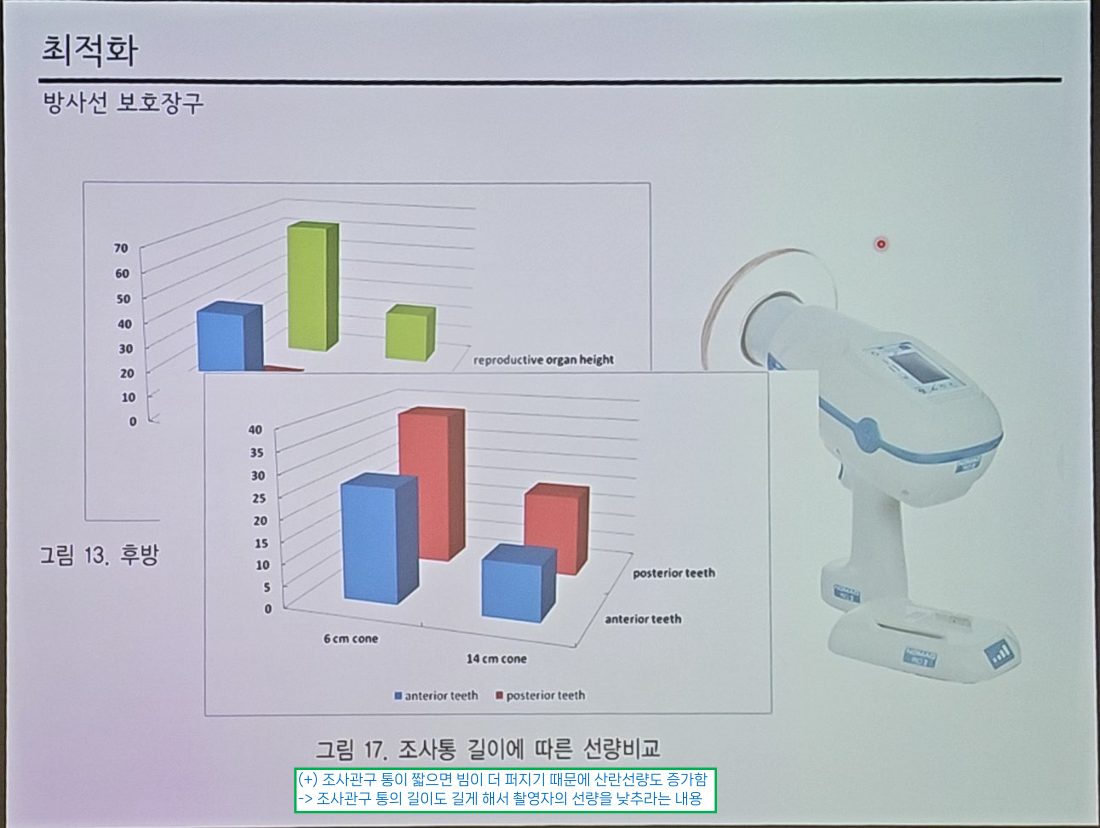 최적화
방사선 보호장구
70
60
50
40
30
20
10
0
reproductive organ height
그림 13. 후방
40
35
30
25
20
15
10
5
0
posterior teeth
anterior teeth
6 cm cone
14 cm cone
anterior teeth
posterior teeth
그림 17. 조사통 길이에 따른 선량비교
(+) 조사관구 통이 짧으면 빔이 더 퍼지기 때문에 산란선량도 증가함
-> 조사관구 통의 길이도 길게 해서 촬영자의 선량을 낮추라는 내용
NOMAD
NOMAD